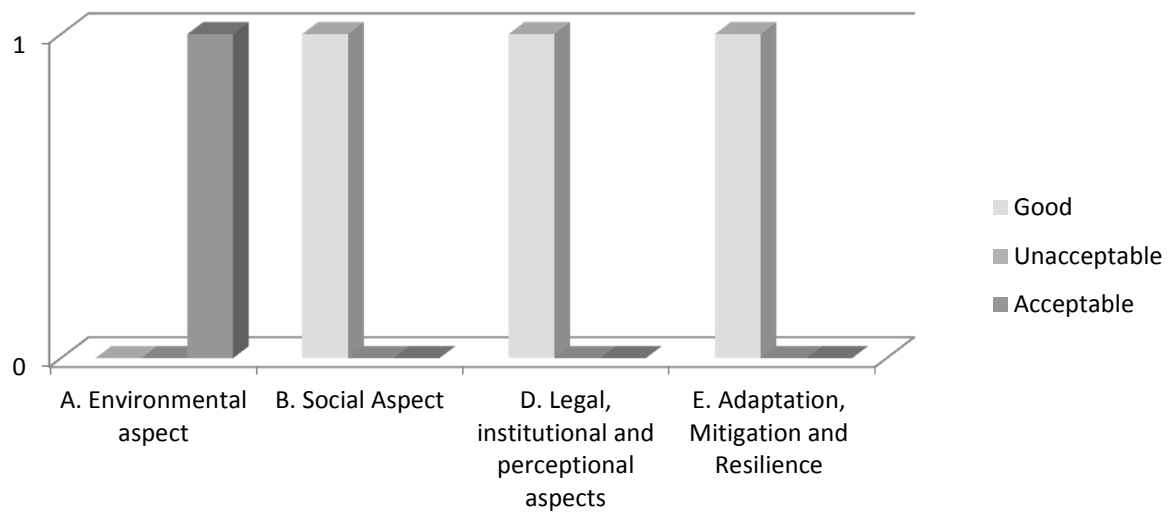 1
0
A. Environmental
aspect
B. Social Aspect
D. Legal,
institutional and
perceptional
aspects
E. Adaptation,
Mitigation and
Resilience
Good
Unacceptable
Acceptable